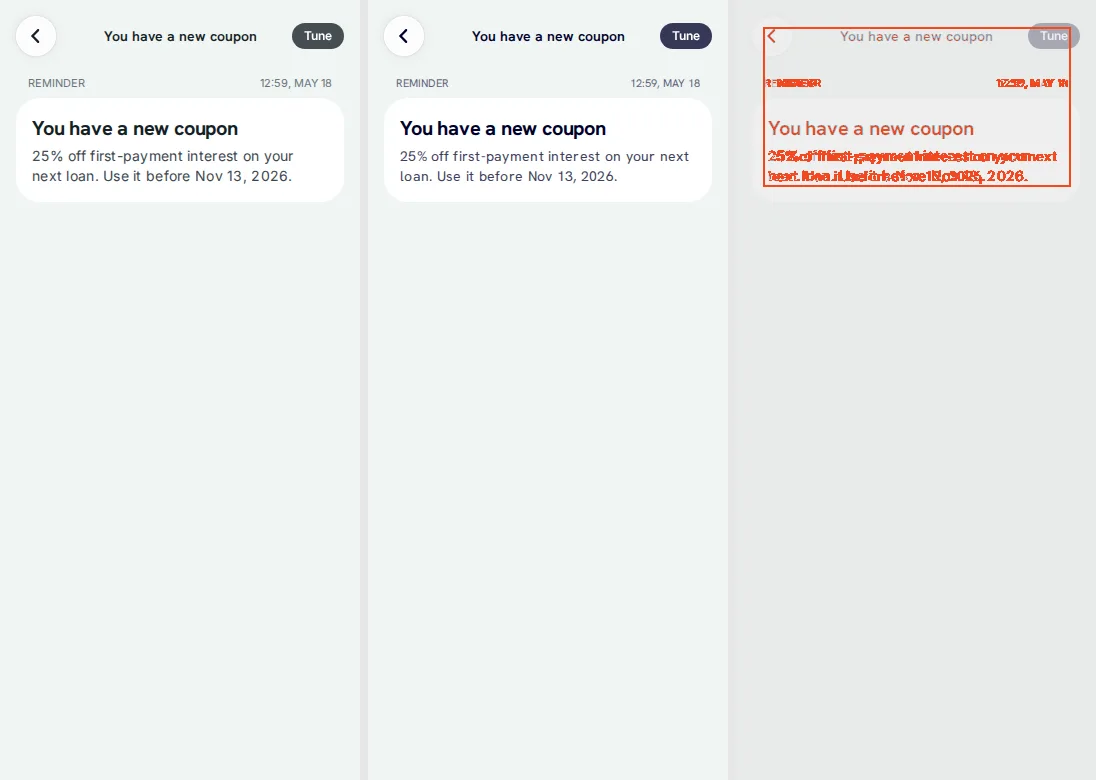 You have a new coupon
Tune
REMINDER
12:59, MAY 18
You have a new coupon
25% off first-payment interest on your
next loan. Use it before Nov 13, 2026.
You have a new coupon
Tune
REMINDER
12:59, MAY 18
You have a new coupon
25% off first-payment interest on your next
loan. Use it before Nov 13, 2026.
You have a new coupon
Tune
You have a new coupon